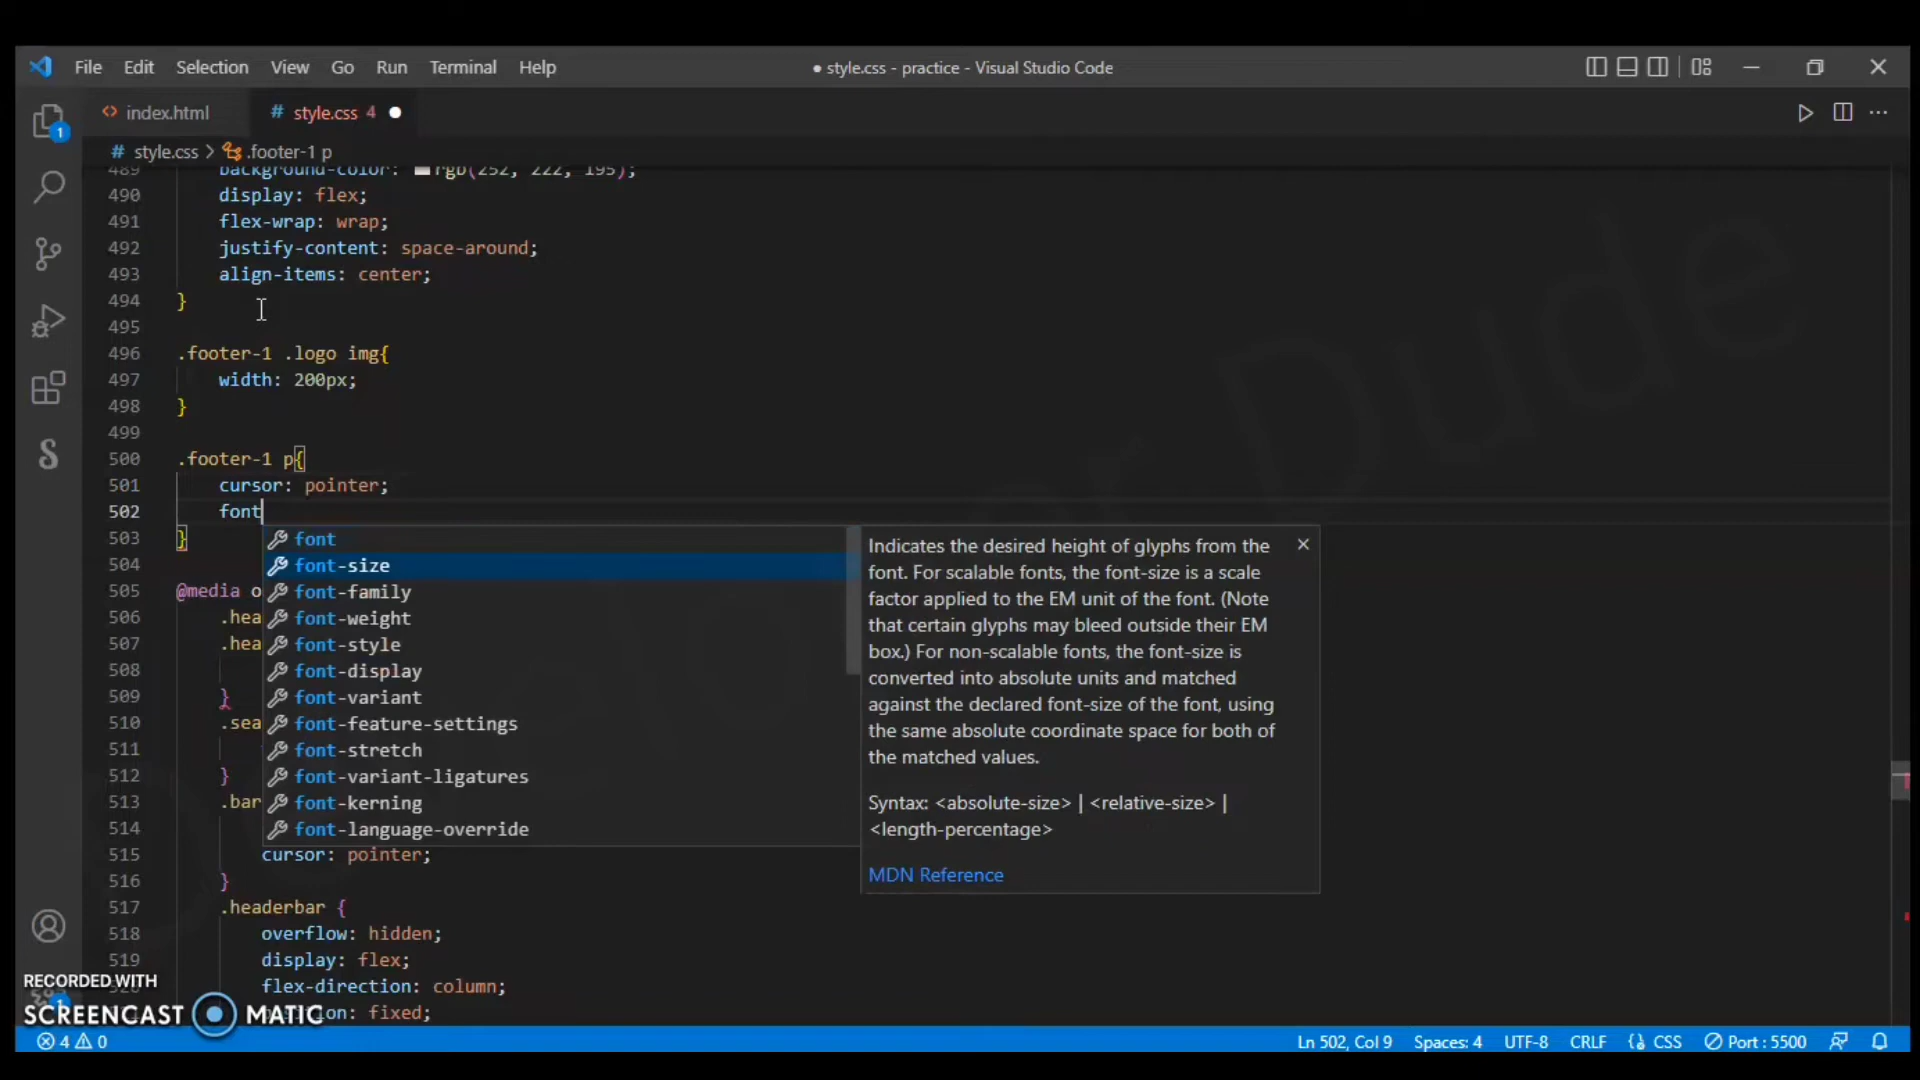 File Edit Selection View Go Run Terminal Help
● style.css - practice - Visual Studio Code
index.html
# style.css 4 ●
# style.css > .footer-1 p
489 background-color: rgb(252, 222, 195);
490 display: flex;
491 flex-wrap: wrap;
492 justify-content: space-around;
493 align-items: center;
494 }
495
496 .footer-1 .logo img{
497 width: 200px;
498 }
499
500 .footer-1 p{
501 cursor: pointer;
502 font
503 }
504
505 @media o
506 .hea
507 .hea
508
509 }
510 .sea
511
512 }
513 .bar
514
515 cursor: pointer;
516 }
517 .headerbar {
518 overflow: hidden;
519 display: flex;
flex-direction: column;
fixed;
font
font-size
font-family
font-weight
font-style
font-display
font-variant
font-feature-settings
font-stretch
font-variant-ligatures
font-kerning
font-language-override
Indicates the desired height of glyphs from the
font. For scalable fonts, the font-size is a scale
factor applied to the EM unit of the font. (Note
that certain glyphs may bleed outside their EM
box.) For non-scalable fonts, the font-size is
converted into absolute units and matched
against the declared font-size of the font, using
the same absolute coordinate space for both of
the matched values.
Syntax: <absolute-size> | <relative-size> |
<length-percentage>
MDN Reference
1
RECORDED WITH
SCREENCAST MATIC
1
4 0
Ln 502, Col 9 Spaces: 4 UTF-8 CRLF CSS Port : 5500
Dude